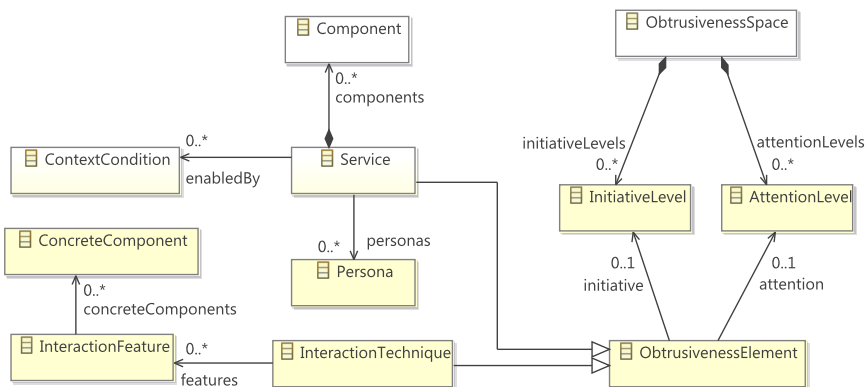 Component
ObtrusivenessSpace
0..*
components
ContextCondition
0..*
enabledBy
Service
initiativeLevels
0..*
attentionLevels
0..*
InitiativeLevel
AttentionLevel
ConcreteComponent
0..*
personas
Persona
0..*
concreteComponents
0..1
initiative
0..1
attention
InteractionFeature
0..*
features
InteractionTechnique
ObtrusivenessElement